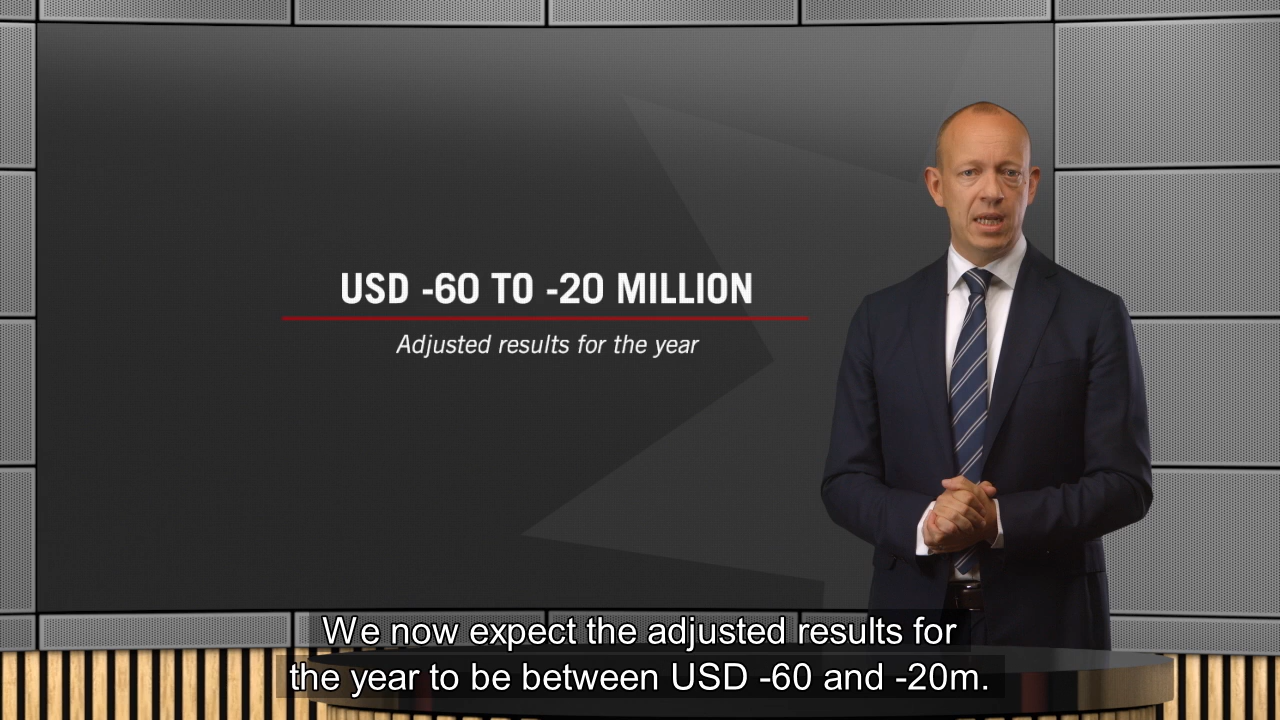 USD -60 TO -20 MILLION
Adjusted results for the year
We now expect the adjusted results for
the year to be between USD -60 and -20m.